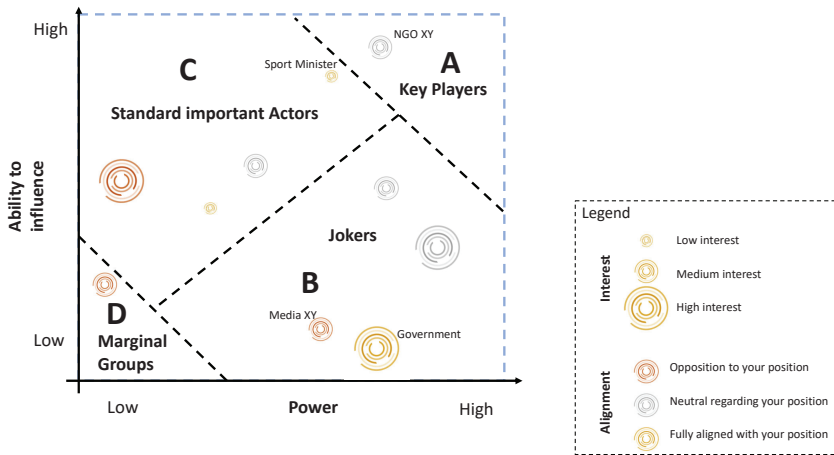 High
NGO XY
C
Sport Minister
A
Key Players
Standard important Actors
Ability to
influence
Jokers
B
D
Media XY
Government
Low
Marginal
Groups
Low
Power
High
Legend
Interest
Low interest
Medium interest
High interest
Alignment
Opposition to your position
Neutral regarding your position
Fully aligned with your position